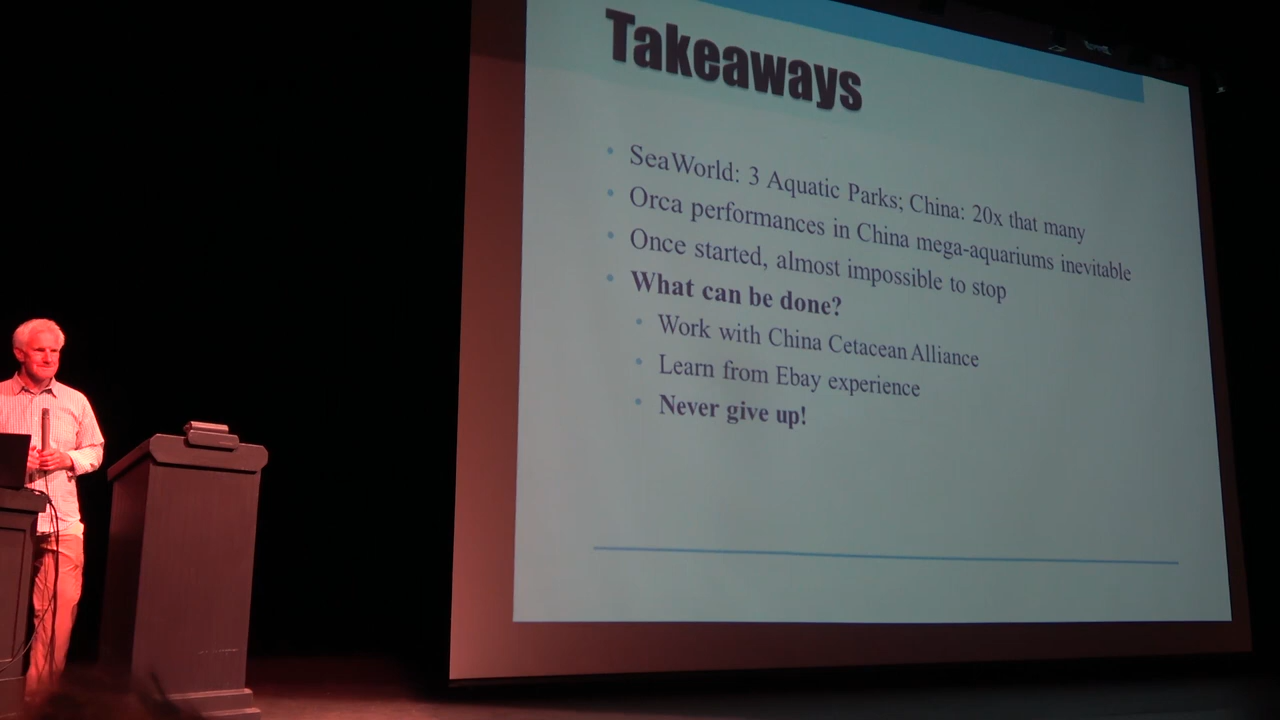 Takeaways
SeaWorld: 3 Aquatic Parks; China: 20x that many
Orca performances in China mega-aquariums inevitable
Once started, almost impossible to stop
What can be done?
Work with China Cetacean Alliance
Learn from Ebay experience
Never give up!